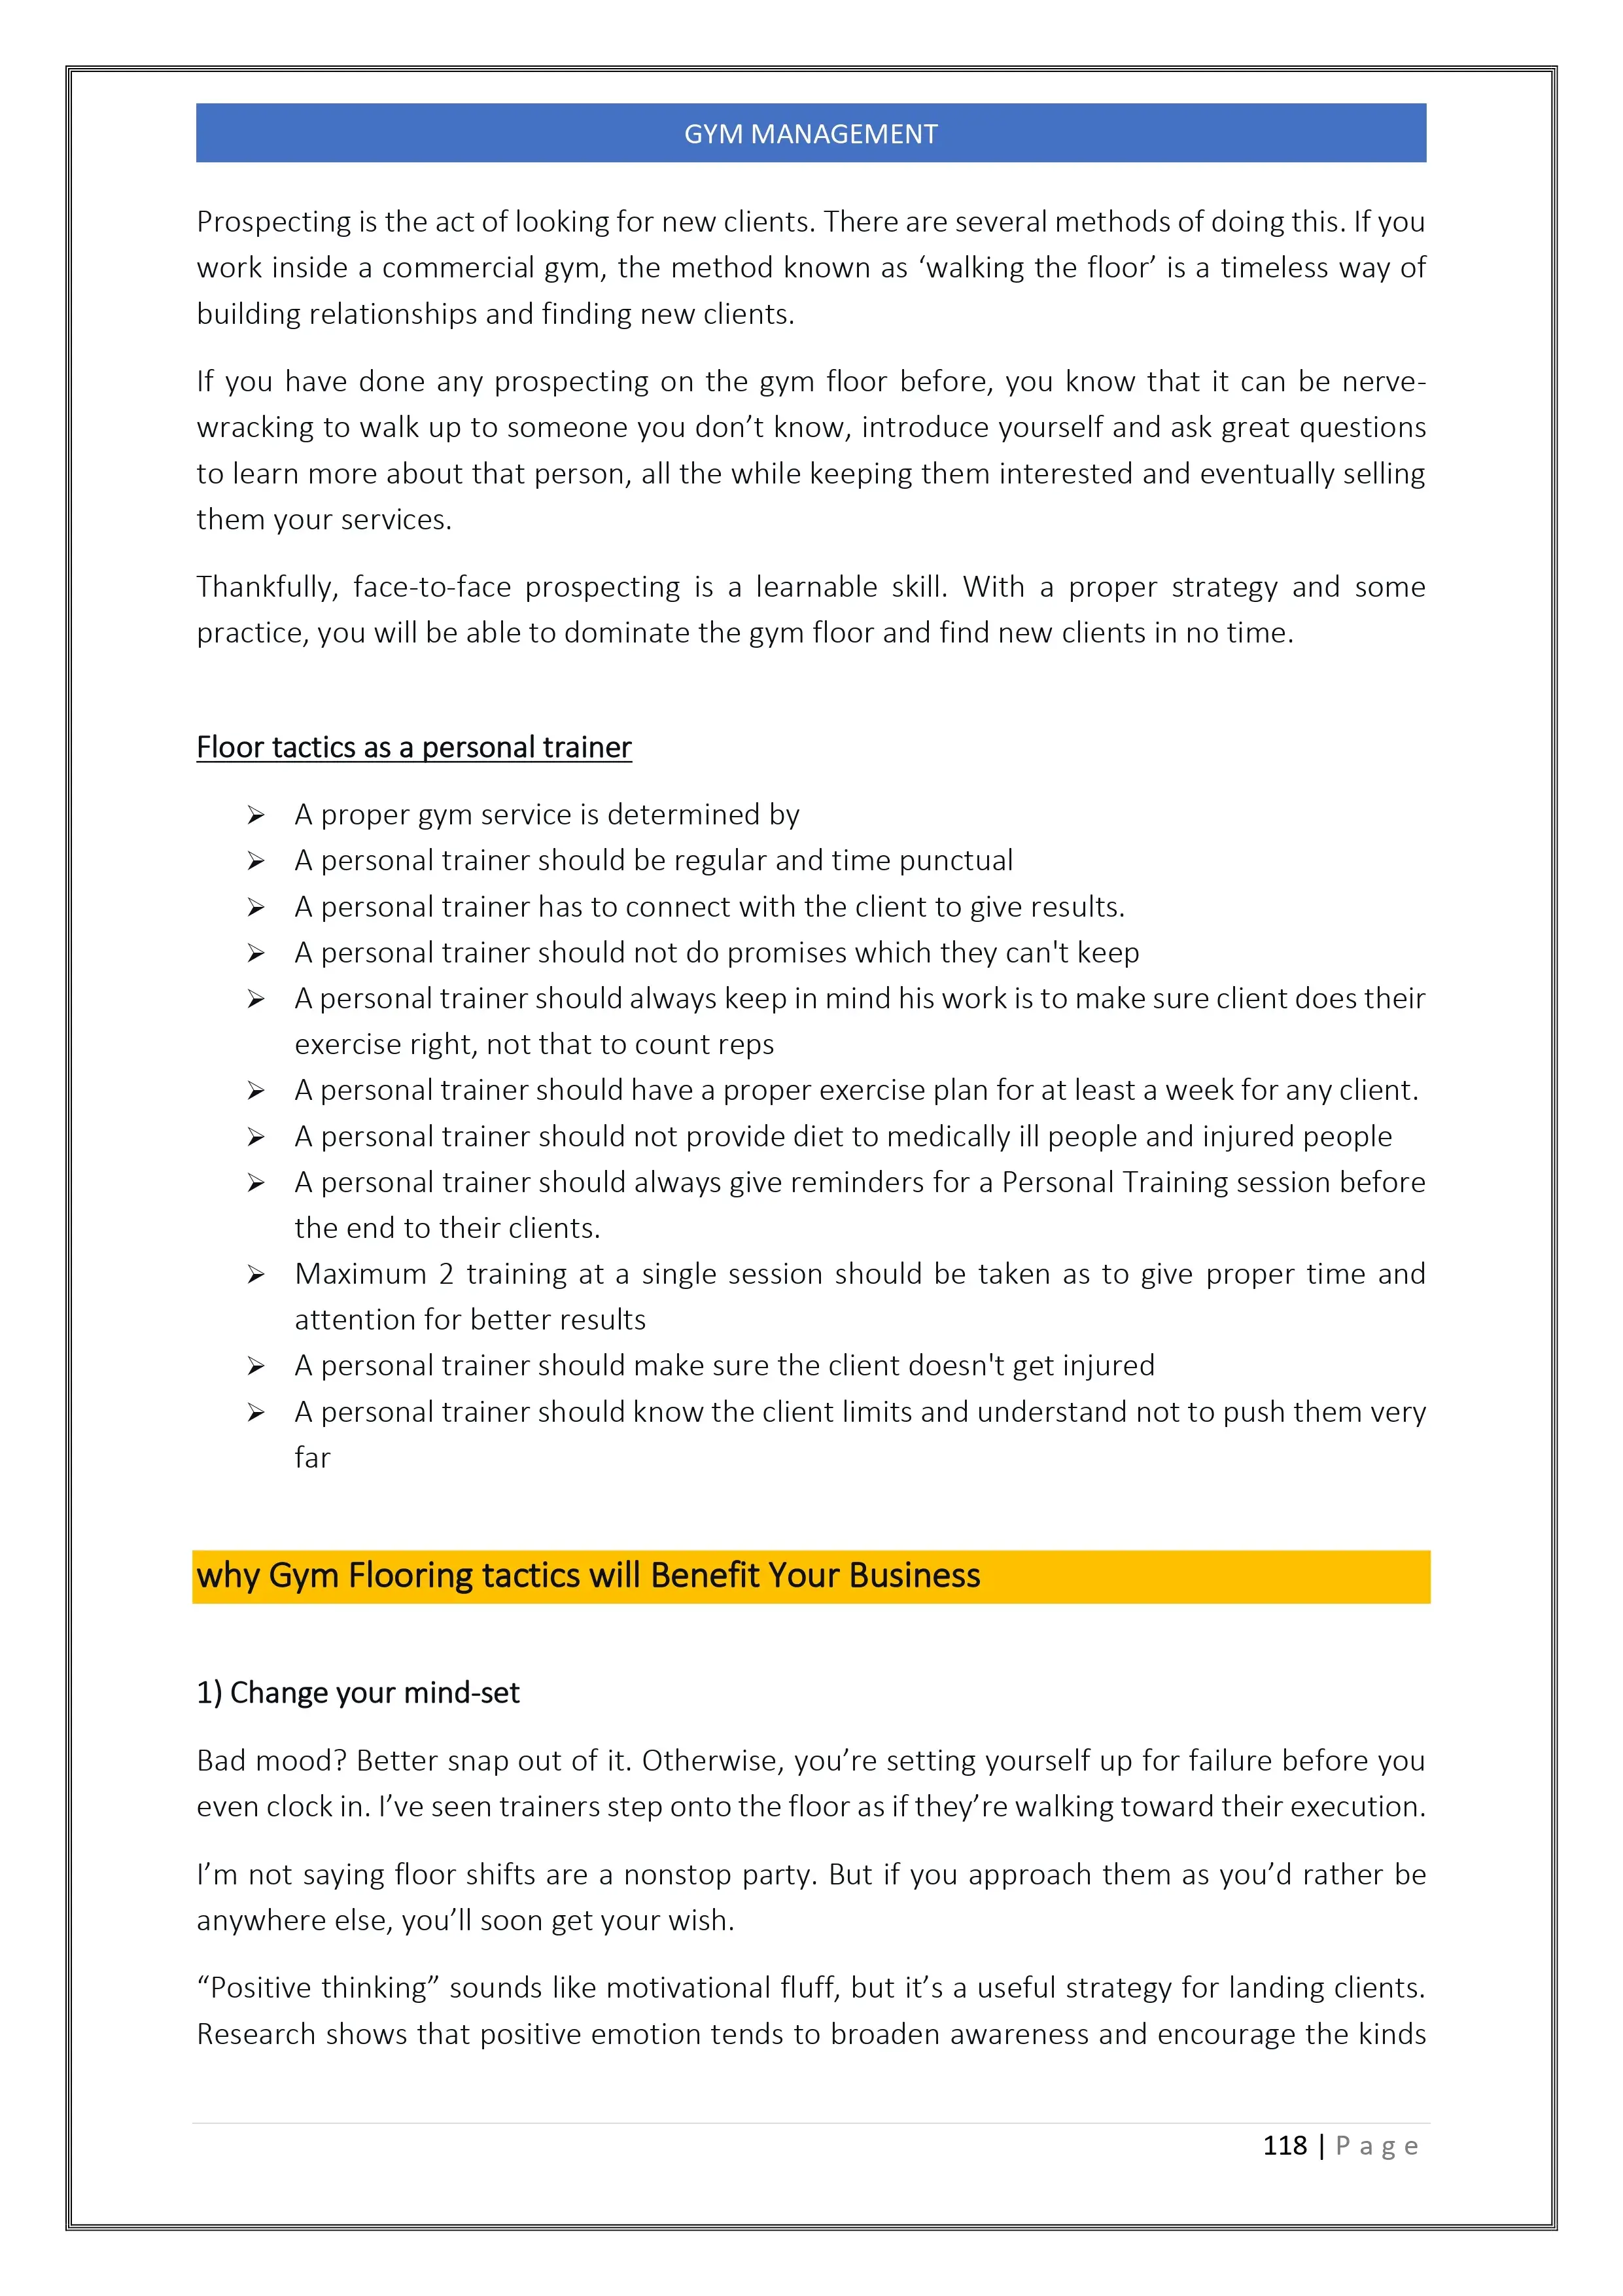 GYM MANAGEMENT
Prospecting is the act of looking for new clients. There are several methods of doing this. If you
work inside a commercial gym, the method known as ‘walking the floor’ is a timeless way of
building relationships and finding new clients.
If you have done any prospecting on the gym floor before, you know that it can be nerve-
wracking to walk up to someone you don’t know, introduce yourself and ask great questions
to learn more about that person, all the while keeping them interested and eventually selling
them your services.
Thankfully, face-to-face prospecting is a learnable skill. With a proper strategy and some
practice, you will be able to dominate the gym floor and find new clients in no time.
Floor tactics as a personal trainer
➢ A proper gym service is determined by
➢ A personal trainer should be regular and time punctual
➢ A personal trainer has to connect with the client to give results.
➢ A personal trainer should not do promises which they can't keep
➢ A personal trainer should always keep in mind his work is to make sure client does their
exercise right, not that to count reps
➢ A personal trainer should have a proper exercise plan for at least a week for any client.
➢ A personal trainer should not provide diet to medically ill people and injured people
➢ A personal trainer should always give reminders for a Personal Training session before
the end to their clients.
➢ Maximum 2 training at a single session should be taken as to give proper time and
attention for better results
➢ A personal trainer should make sure the client doesn't get injured
➢ A personal trainer should know the client limits and understand not to push them very
far
why Gym Flooring tactics will Benefit Your Business
1) Change your mind-set
Bad mood? Better snap out of it. Otherwise, you’re setting yourself up for failure before you
even clock in. I’ve seen trainers step onto the floor as if they’re walking toward their execution.
I’m not saying floor shifts are a nonstop party. But if you approach them as you’d rather be
anywhere else, you’ll soon get your wish.
“Positive thinking” sounds like motivational fluff, but it’s a useful strategy for landing clients.
Research shows that positive emotion tends to broaden awareness and encourage the kinds
118 | Page